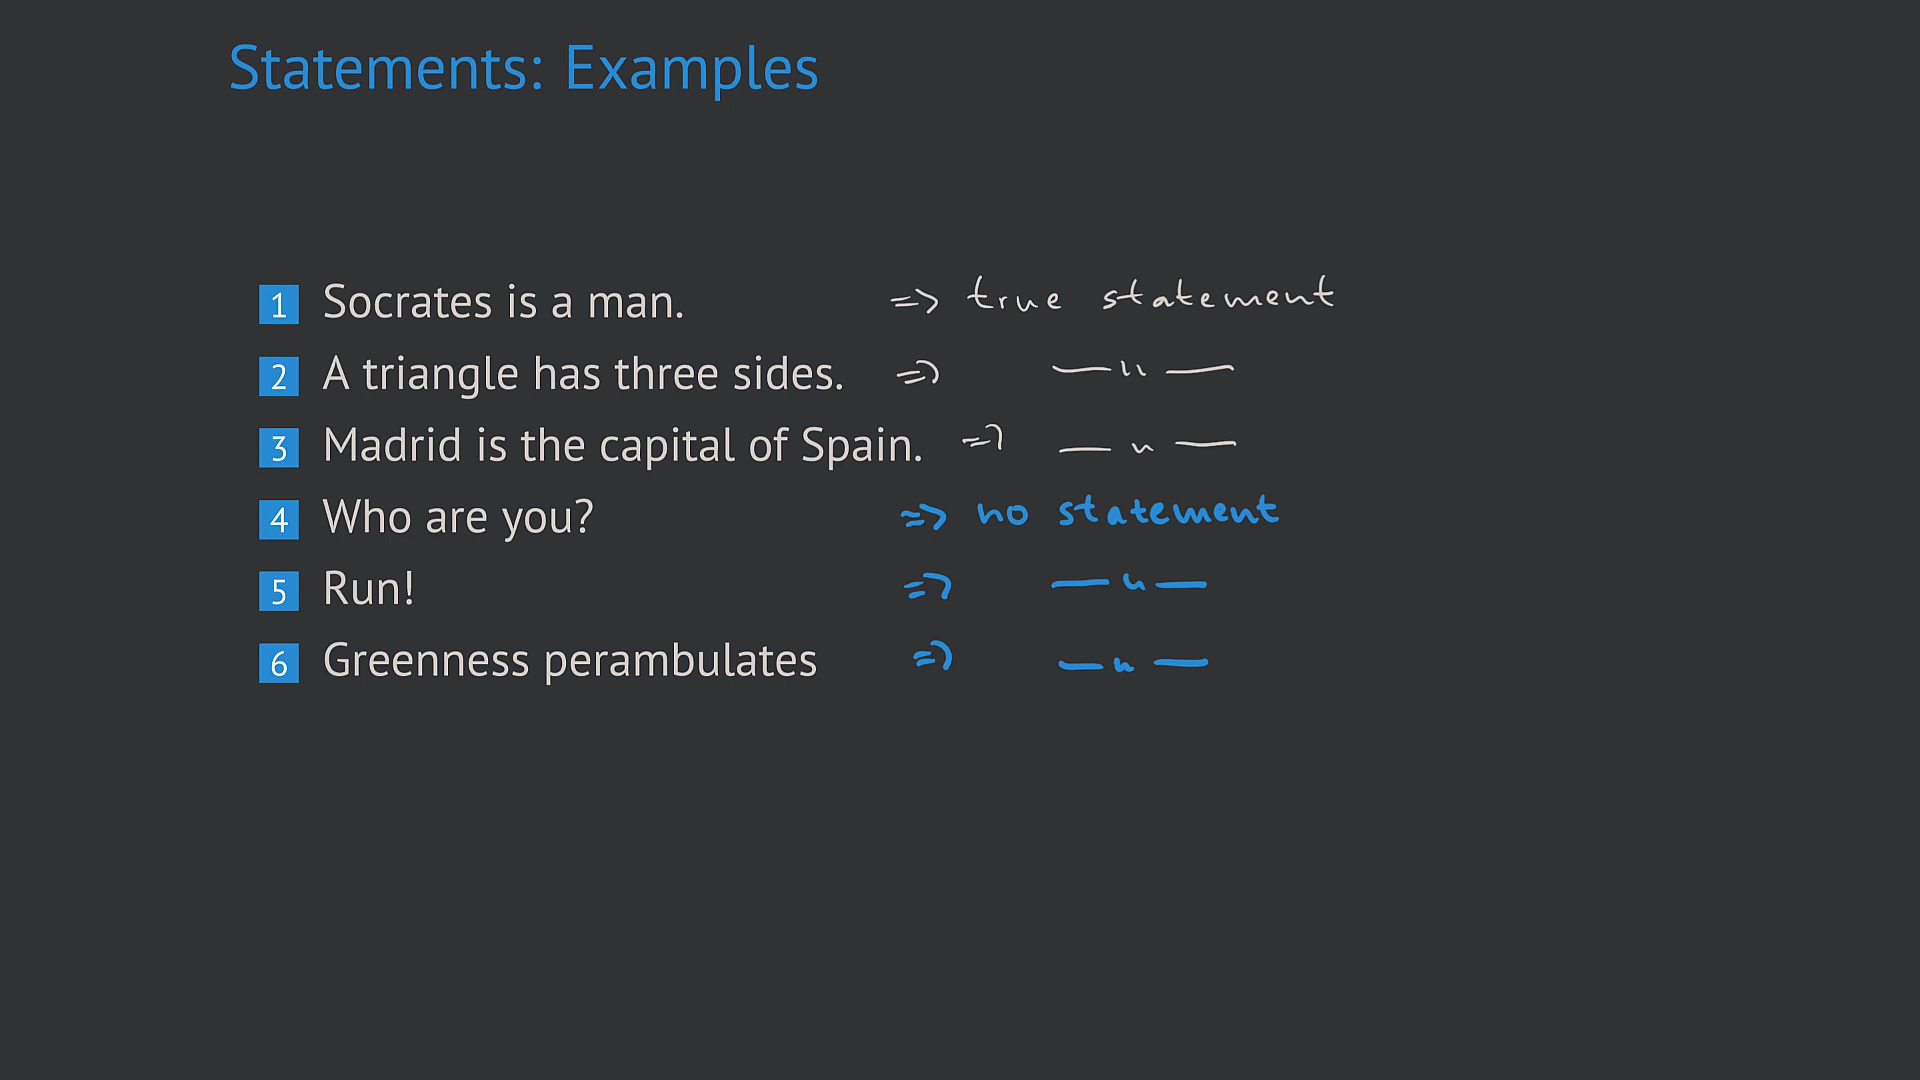 Statements: Examples
1 Socrates is a man. => true statement
2 A triangle has three sides. => — " —
3 Madrid is the capital of Spain. => — " —
4 Who are you? => no statement
5 Run! => — " —
6 Greenness perambulates => — " —